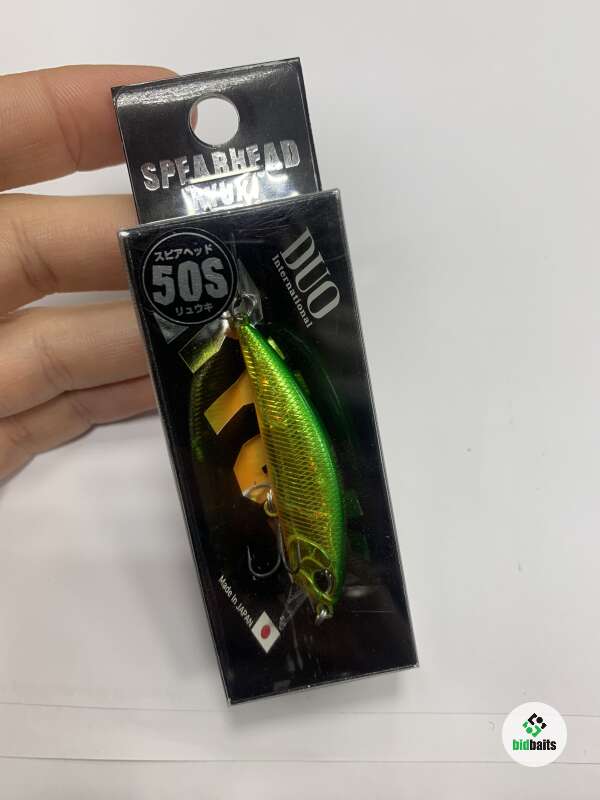 SPEARHEAD
RYUKI
スピアヘッド
50S
リュウキ
DUO
International
Made in JAPAN
bidbaits